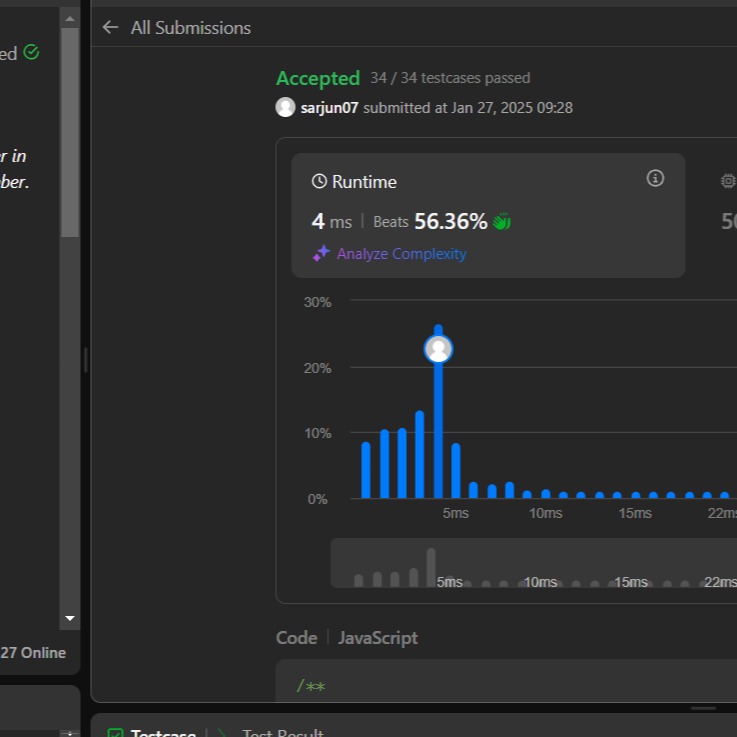 ed
r in
ber.
27 Online
All Submissions
Accepted 34 / 34 testcases passed
sarjun07 submitted at Jan 27, 2025 09:28
Runtime
4 ms | Beats 56.36%
50
Analyze Complexity
30%
20%
10%
0%
5ms 10ms 15ms 22ms
5ms 10ms 15ms 22ms
Code | JavaScript
/**
Testcase | Test Result